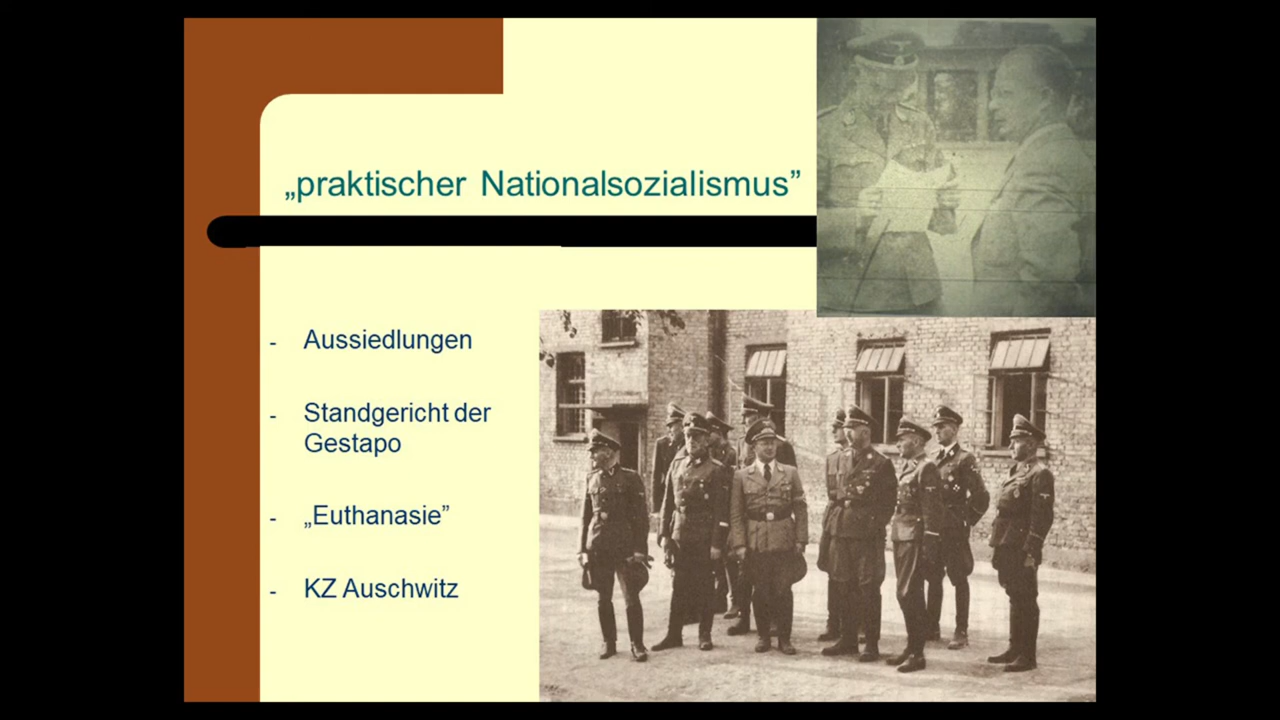 „praktischer Nationalsozialismus”
- Aussiedlungen
- Standgericht der
Gestapo
- „Euthanasie”
- KZ Auschwitz